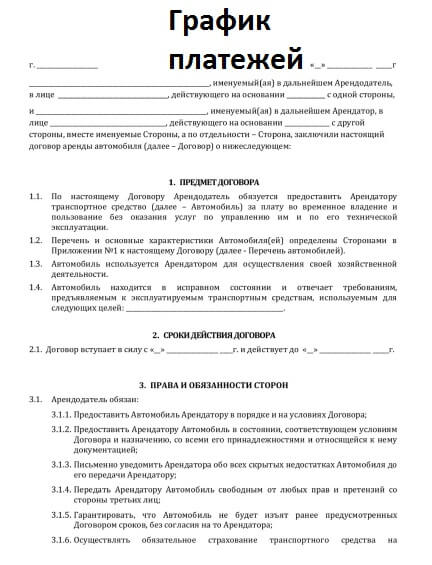 График
платежей
г. _________________ «__» _____________ _____г
_____________________________________________, именуемый(ая) в дальнейшем Арендодатель,
в лице ___________________________, действующего на основании ___________ с одной стороны,
и __________________________________________, именуемый(ая) в дальнейшем Арендатор, в
лице ____________________________, действующего на основании ______________ с другой
стороны, вместе именуемые Стороны, а по отдельности – Сторона, заключили настоящий
договор аренды автомобиля (далее – Договор) о нижеследующем:
1. ПРЕДМЕТ ДОГОВОРА
1.1. По настоящему Договору Арендодатель обязуется предоставить Арендатору
транспортное средство (далее – Автомобиль) за плату во временное владение и
пользование без оказания услуг по управлению им и по его технической
эксплуатации.
1.2. Перечень и основные характеристики Автомобиля(ей) определены Сторонами в
Приложении №1 к настоящему Договору (далее - Перечень автомобилей).
1.3. Автомобиль используется Арендатором для осуществления своей хозяйственной
деятельности.
1.4. Автомобиль находится в исправном состоянии и отвечает требованиям,
предъявляемым к эксплуатируемым транспортным средствам, используемым для
следующих целей: _______________________________________.
2. СРОКИ ДЕЙСТВИЯ ДОГОВОРА
2.1. Договор вступает в силу с «__» _____________ ____г. и действует до «__» _____________ ____г.
3. ПРАВА И ОБЯЗАННОСТИ СТОРОН
3.1. Арендодатель обязан:
3.1.1. Предоставить Автомобиль Арендатору в порядке и на условиях Договора;
3.1.2. Предоставить Арендатору Автомобиль в состоянии, соответствующем условиям
Договора и назначению, со всеми его принадлежностями и относящейся к нему
документацией;
3.1.3. Письменно уведомить Арендатора обо всех скрытых недостатках Автомобиля до
его передачи Арендатору;
3.1.4. Передать Арендатору Автомобиль свободным от любых прав и претензий со
стороны третьих лиц;
3.1.5. Гарантировать, что Автомобиль не будет изъят ранее предусмотренных
Договором сроков, без согласия на то Арендатора;
3.1.6. Осуществлять обязательное страхование транспортного средства на